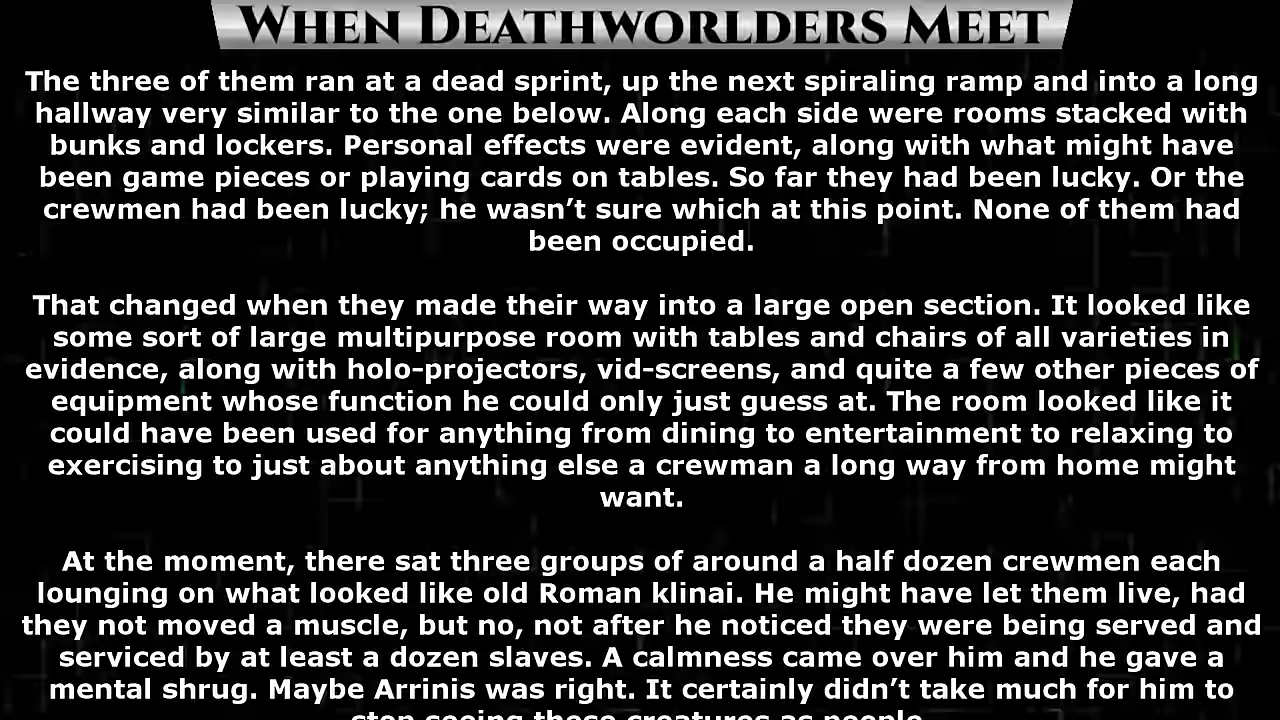 When Deathworlders Meet
The three of them ran at a dead sprint, up the next spiraling ramp and into a long
hallway very similar to the one below. Along each side were rooms stacked with
bunks and lockers. Personal effects were evident, along with what might have
been game pieces or playing cards on tables. So far they had been lucky. Or the
crewmen had been lucky; he wasn’t sure which at this point. None of them had
been occupied.
That changed when they made their way into a large open section. It looked like
some sort of large multipurpose room with tables and chairs of all varieties in
evidence, along with holo-projectors, vid-screens, and quite a few other pieces of
equipment whose function he could only just guess at. The room looked like it
could have been used for anything from dining to entertainment to relaxing to
exercising to just about anything else a crewman a long way from home might
want.
At the moment, there sat three groups of around a half dozen crewmen each
lounging on what looked like old Roman klinai. He might have let them live, had
they not moved a muscle, but no, not after he noticed they were being served and
serviced by at least a dozen slaves. A calmness came over him and he gave a
mental shrug. Maybe Arrinis was right. It certainly didn’t take much for him to
stop seeing these creatures as people